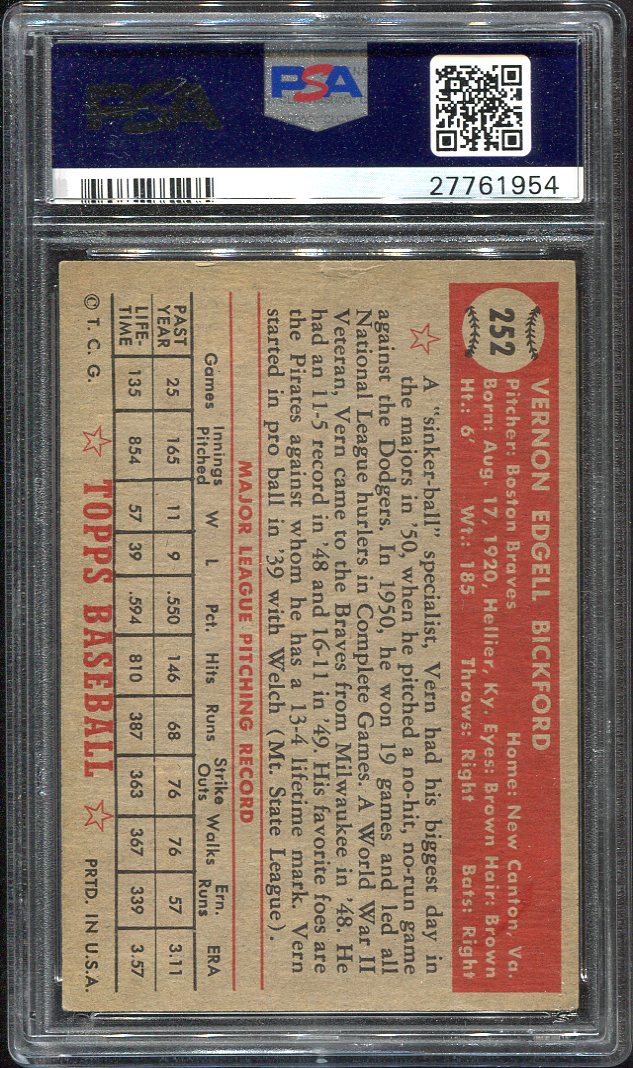 PSA
PSA
27761954
252
VERNON EDGELL BICKFORD
Pitcher: Boston Braves Home: New Canton, Va.
Born: Aug. 17, 1920, Hellier, Ky. Eyes: Brown Hair: Brown
Ht.: 6' Wt.: 185 Throws: Right Bats: Right
A "sinker-ball" specialist, Vern had his biggest day in
the majors in '50, when he pitched a no-hit, no-run game
against the Dodgers. In 1950, he won 19 games and led all
National League hurlers in Complete Games. A World War II
Veteran, Vern came to the Braves from Milwaukee in '48. He
had an 11-5 record in '48 and 16-11 in '49. His favorite foes are
the Pirates against whom he has a 13-4 lifetime mark. Vern
started in pro ball in '39 with Welch (Mt. State League).
MAJOR LEAGUE PITCHING RECORD
Games Innings Pitched W L Pct. Hits Runs Strike Outs Walks Ern. Runs ERA
PAST YEAR 25 165 11 9 .550 146 68 76 76 57 3.11
LIFE-TIME 135 854 57 39 .594 810 387 363 367 339 3.57
© T. C. G. TOPPS BASEBALL PRTD. IN U.S.A.